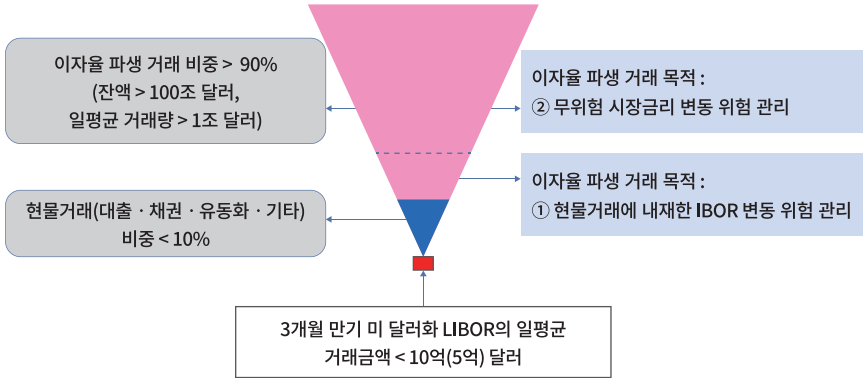 이자율 파생 거래 비중 > 90%
(잔액 > 100조 달러,
일평균 거래량 > 1조 달러)
이자율 파생 거래 목적 :
② 무위험 시장금리 변동 위험 관리
이자율 파생 거래 목적 :
① 현물거래에 내재한 IBOR 변동 위험 관리
현물거래(대출 · 채권 · 유동화 · 기타)
비중 < 10%
3개월 만기 미 달러화 LIBOR의 일평균
거래금액 < 10억(5억) 달러